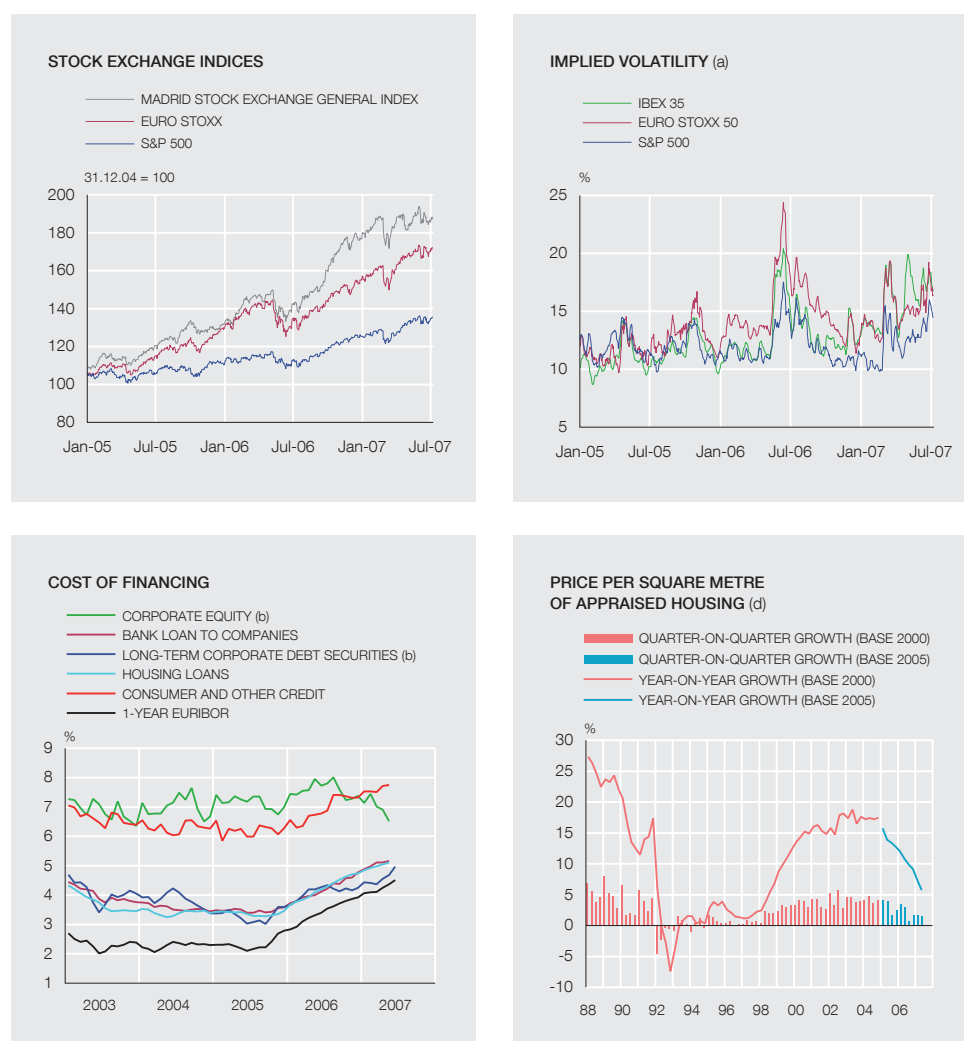 STOCK EXCHANGE INDICES
MADRID STOCK EXCHANGE GENERAL INDEX
EURO STOXX
S&P 500
31.12.04 = 100
200
180
160
140
120
100
80
Jan-05 Jul-05 Jan-06 Jul-06 Jan-07 Jul-07
IMPLIED VOLATILITY (a)
IBEX 35
EURO STOXX 50
S&P 500
%
25
20
15
10
5
Jan-05 Jul-05 Jan-06 Jul-06 Jan-07 Jul-07
COST OF FINANCING
CORPORATE EQUITY (b)
BANK LOAN TO COMPANIES
LONG-TERM CORPORATE DEBT SECURITIES (b)
HOUSING LOANS
CONSUMER AND OTHER CREDIT
1-YEAR EURIBOR
%
9
8
7
6
5
4
3
2
1
2003 2004 2005 2006 2007
PRICE PER SQUARE METRE
OF APPRAISED HOUSING (d)
QUARTER-ON-QUARTER GROWTH (BASE 2000)
QUARTER-ON-QUARTER GROWTH (BASE 2005)
YEAR-ON-YEAR GROWTH (BASE 2000)
YEAR-ON-YEAR GROWTH (BASE 2005)
%
30
25
20
15
10
5
0
-5
-10
88 90 92 94 96 98 00 02 04 06